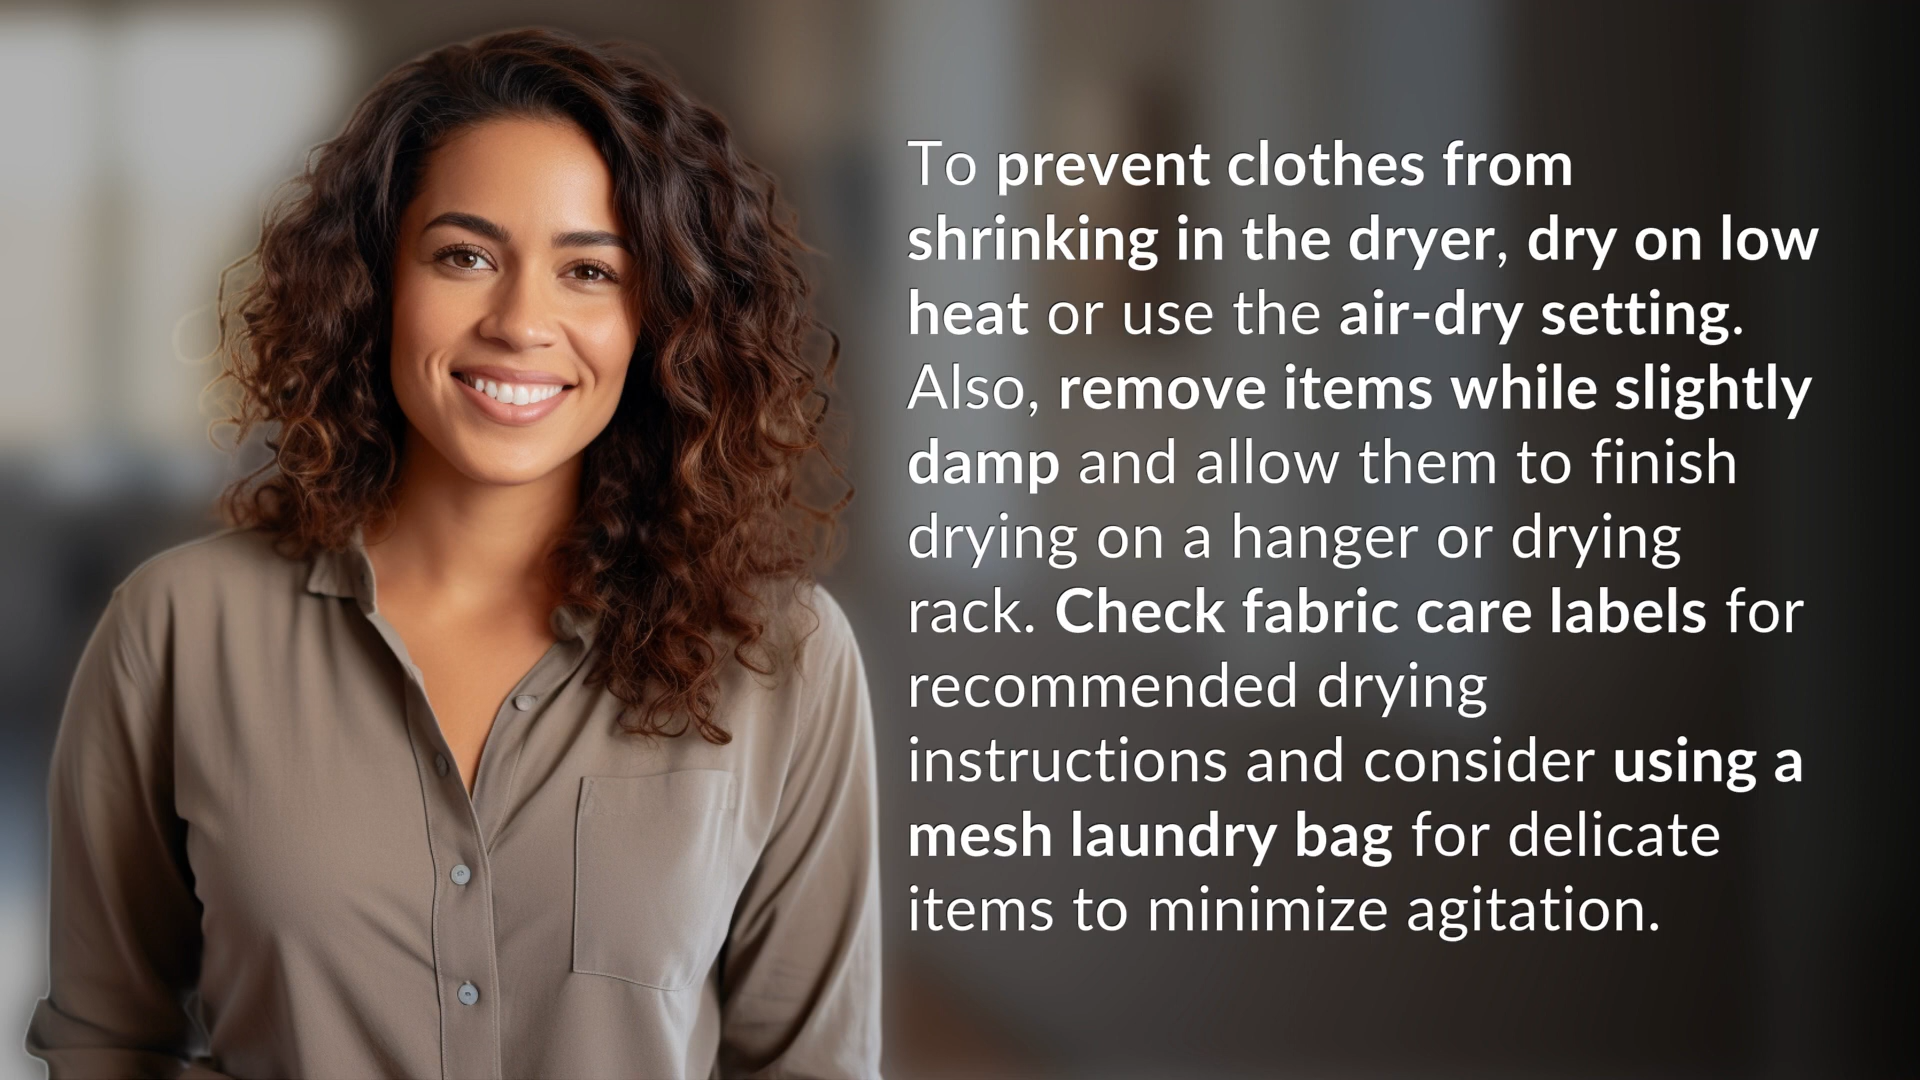 To prevent clothes from
shrinking in the dryer, dry on low
heat or use the air-dry setting.
Also, remove items while slightly
damp and allow them to finish
drying on a hanger or drying
rack. Check fabric care labels for
recommended drying
instructions and consider using a
mesh laundry bag for delicate
items to minimize agitation.